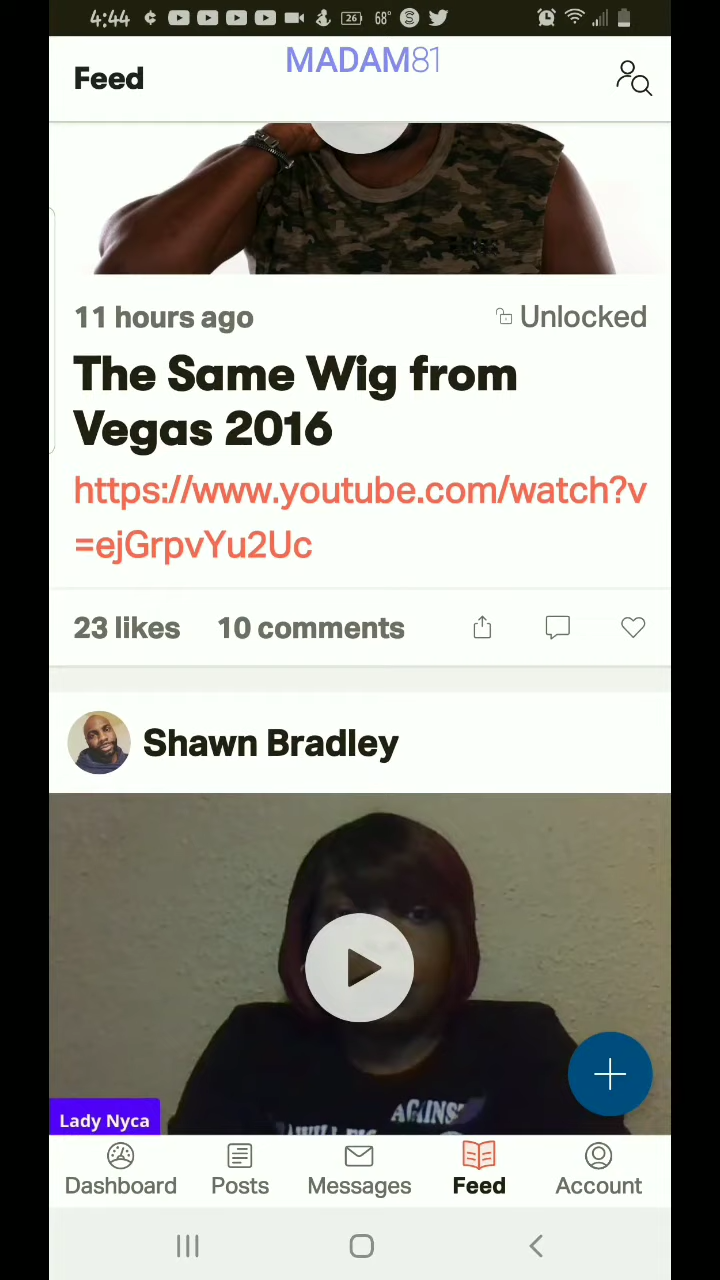 4:44
26
68°
S
MADAM81
Feed
11 hours ago
Unlocked
The Same Wig from
Vegas 2016
https://www.youtube.com/watch?v
=ejGrpvYu2Uc
23 likes
10 comments
Shawn Bradley
AGAINS
Lady Nyca
Dashboard
Posts
Messages
Feed
Account